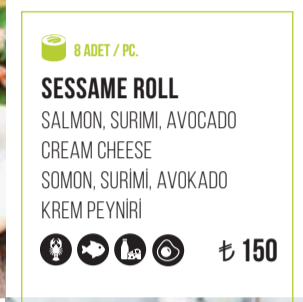 8 ADET / PC.
SESSAME ROLL
SALMON, SURIMI, AVOCADO
CREAM CHEESE
SOMON, SURİMİ, AVOKADO
KREM PEYNİRİ
₺ 150